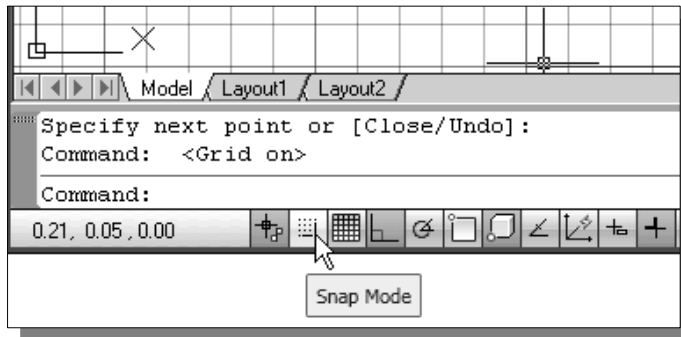 Model Layout1 Layout2
Specify next point or [Close/Undo]:
Command: <Grid on>
Command:
0.21, 0.05, 0.00
Snap Mode